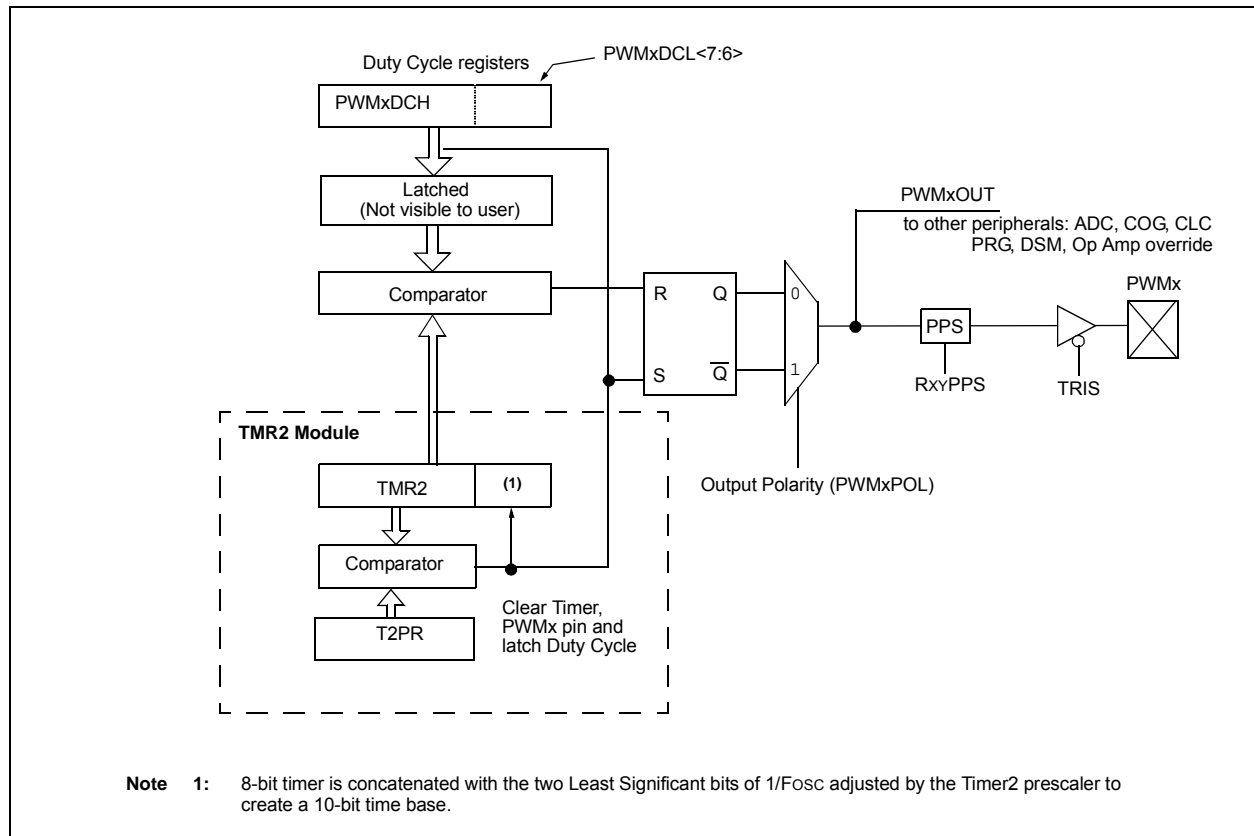 Duty Cycle registers
PWMxDCL<7:6>
PWMxDCH
Latched
(Not visible to user)
Comparator
R
Q
S
Q̅
0
1
PWMxOUT
to other peripherals: ADC, COG, CLC
PRG, DSM, Op Amp override
PWMx
PPS
RXYPPS
TRIS
Output Polarity (PWMxPOL)
TMR2 Module
TMR2
(1)
Comparator
T2PR
Clear Timer,
PWMx pin and
latch Duty Cycle
Note 1: 8-bit timer is concatenated with the two Least Significant bits of 1/FOSC adjusted by the Timer2 prescaler to
create a 10-bit time base.